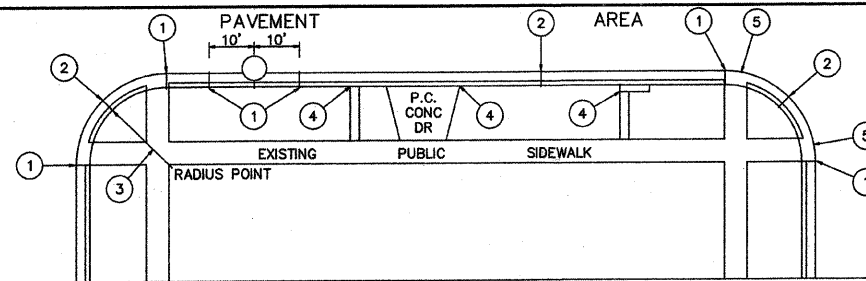 PAVEMENT AREA
10' 10'
1 1 5
2 2 2
1 4 P.C. CONC DR 4 4
5
EXISTING PUBLIC SIDEWALK
1 3 RADIUS POINT